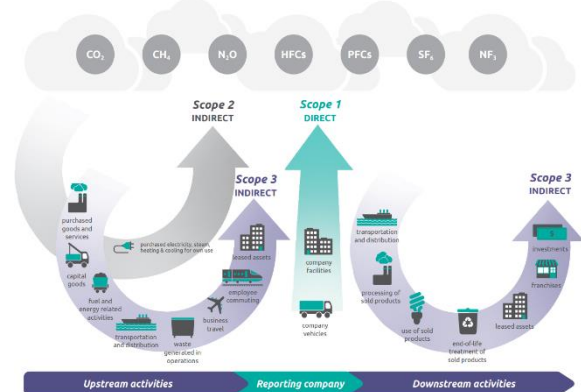 CO₂ CH₄ N₂O HFCs PFCs SF₆ NF₃
Scope 2
INDIRECT
Scope 1
DIRECT
Scope 3
INDIRECT
Scope 3
INDIRECT
purchased
goods and
services
capital
goods
fuel and
energy related
activities
purchased electricity, steam,
heating & cooling for own use
transportation
and distribution
waste
generated in
operations
business
travel
employee
commuting
leased assets
company
facilities
company
vehicles
transportation
and distribution
processing of
sold products
use of sold
products
end-of-life
treatment of
sold products
leased assets
franchises
investments
$
Upstream activities
Reporting company
Downstream activities